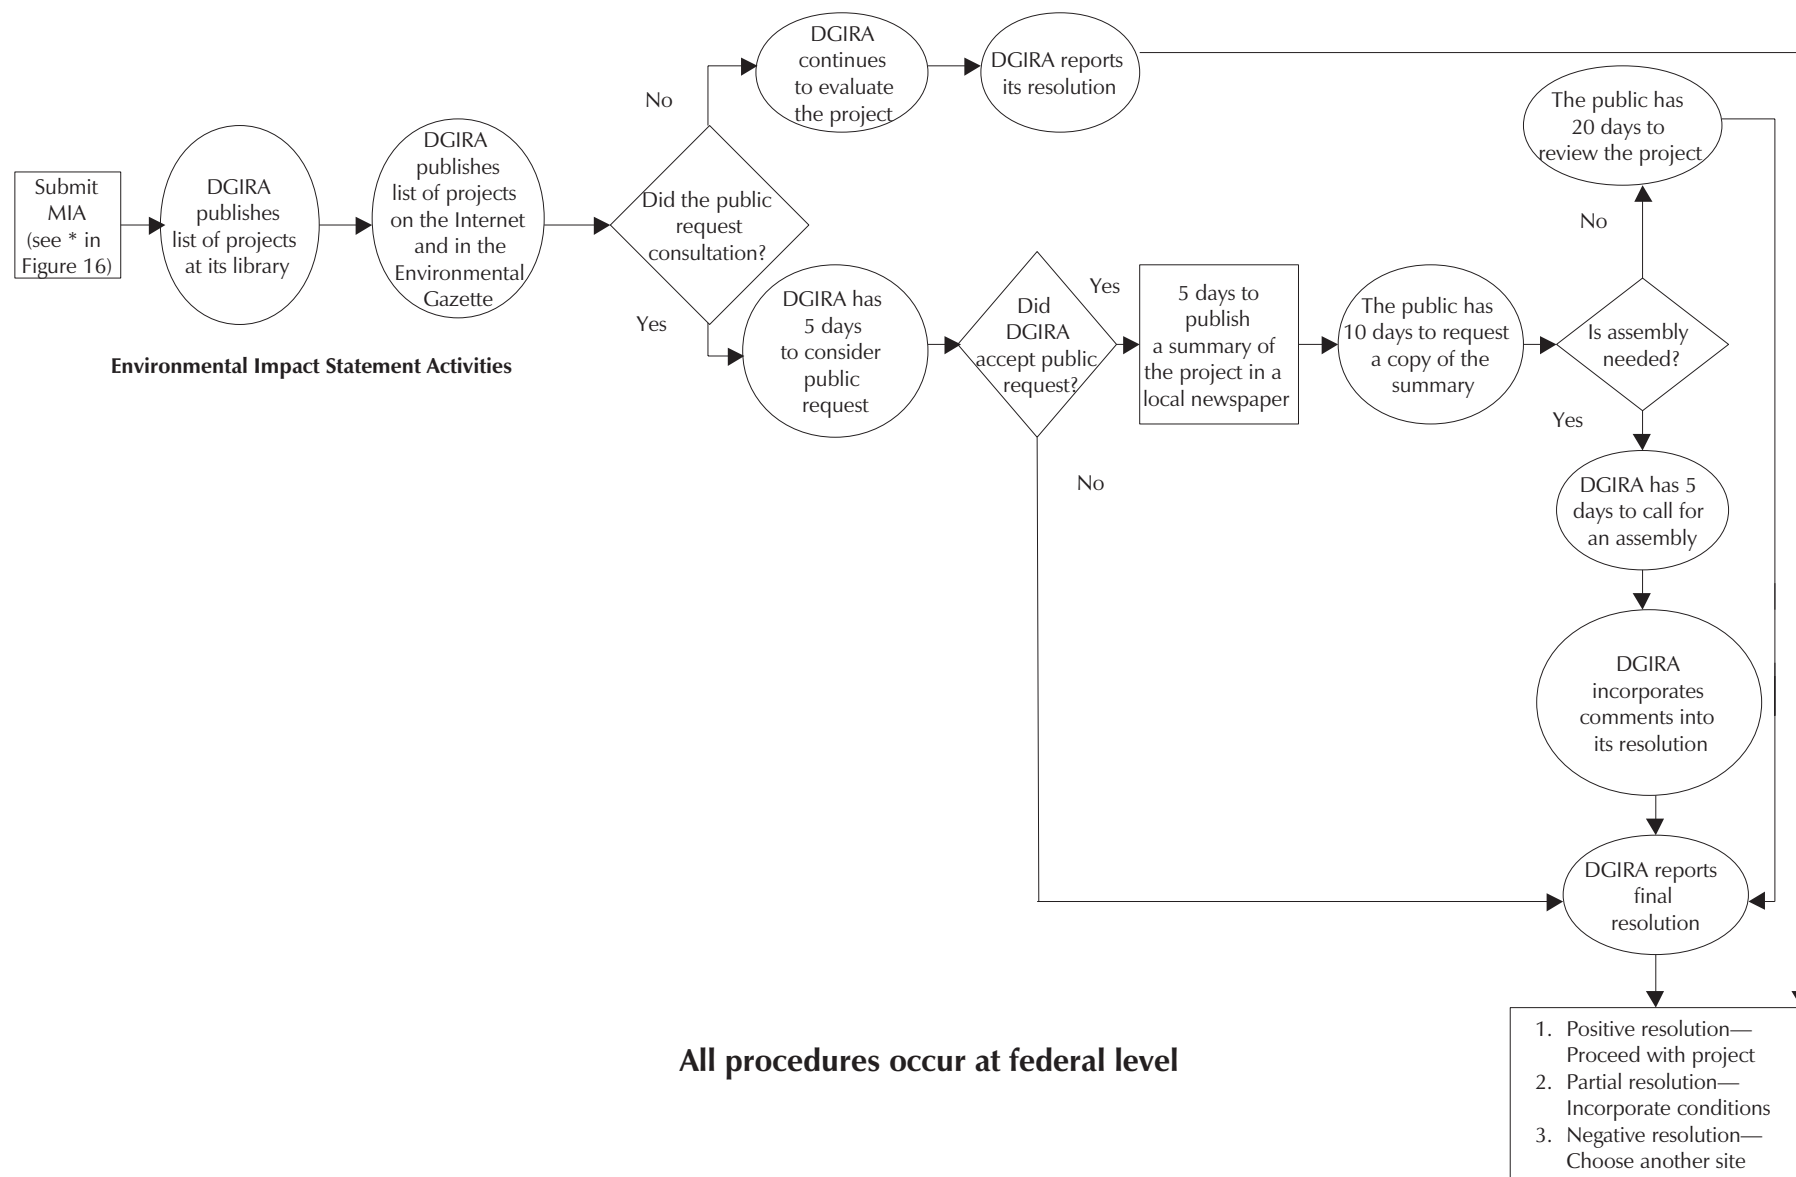 Submit
MIA
(see * in
Figure 16)
DGIRA
publishes
list of projects
at its library
DGIRA
publishes
list of projects
on the Internet
and in the
Environmental
Gazette
Environmental Impact Statement Activities
Did the public
request
consultation?
No
DGIRA
continues
to evaluate
the project
DGIRA reports
its resolution
Yes
DGIRA has
5 days
to consider
public
request
Did
DGIRA
accept public
request?
Yes
5 days to
publish
a summary of
the project in a
local newspaper
The public has
10 days to request
a copy of the
summary
Is assembly
needed?
No
The public has
20 days to
review the project
Yes
DGIRA has 5
days to call for
an assembly
DGIRA
incorporates
comments into
its resolution
No
DGIRA reports
final
resolution
1. Positive resolution—
Proceed with project
2. Partial resolution—
Incorporate conditions
3. Negative resolution—
Choose another site
All procedures occur at federal level